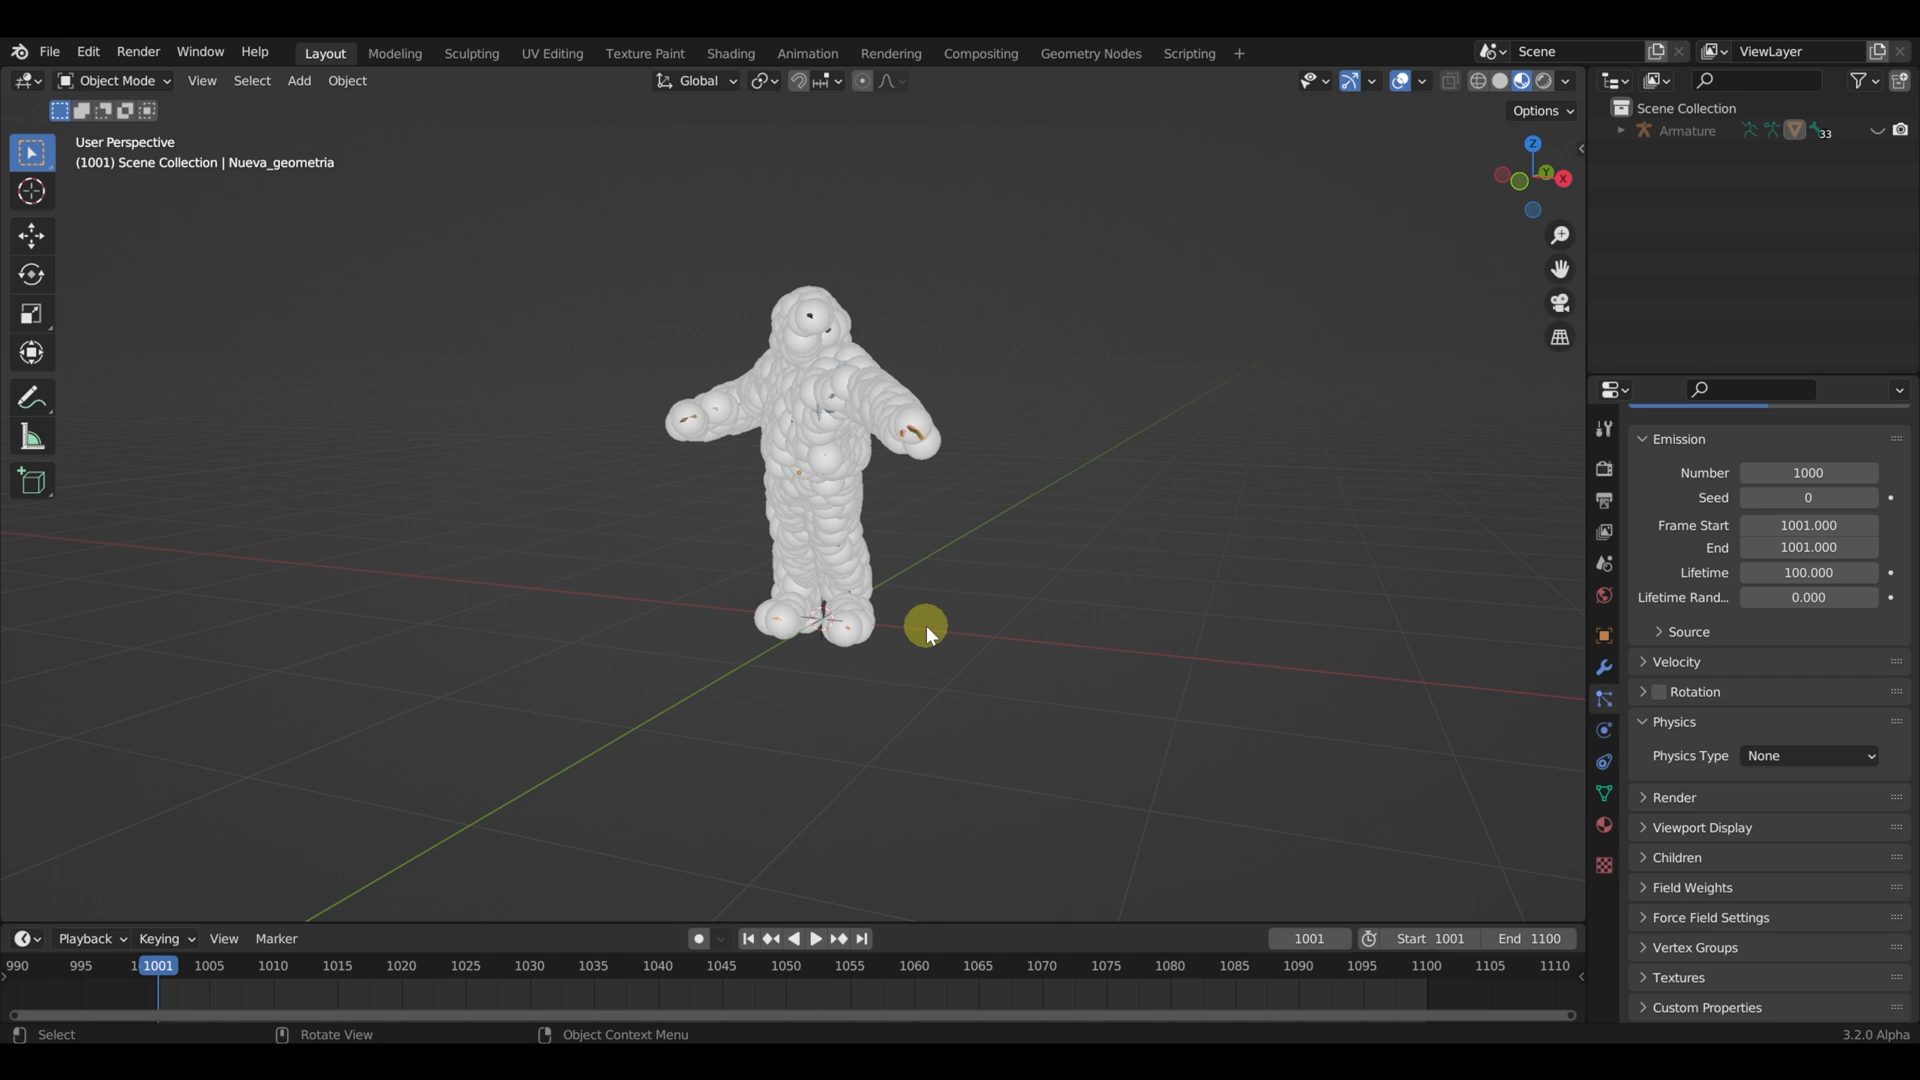 File Edit Render Window Help Layout Modeling Sculpting UV Editing Texture Paint Shading Animation Rendering Compositing Geometry Nodes Scripting + Scene ViewLayer
Object Mode View Select Add Object Global
Options
User Perspective
(1001) Scene Collection | Nueva_geometria
Z
Y
X
Scene Collection
Armature 33
Emission
Number 1000
Seed 0
Frame Start 1001.000
End 1001.000
Lifetime 100.000
Lifetime Rand... 0.000
Source
Velocity
Rotation
Physics
Physics Type None
Render
Viewport Display
Children
Field Weights
Force Field Settings
Vertex Groups
Textures
Custom Properties
Playback Keying View Marker 1001 Start 1001 End 1100
990 995 1 1001 1005 1010 1015 1020 1025 1030 1035 1040 1045 1050 1055 1060 1065 1070 1075 1080 1085 1090 1095 1100 1105 1110
Select Rotate View Object Context Menu 3.2.0 Alpha